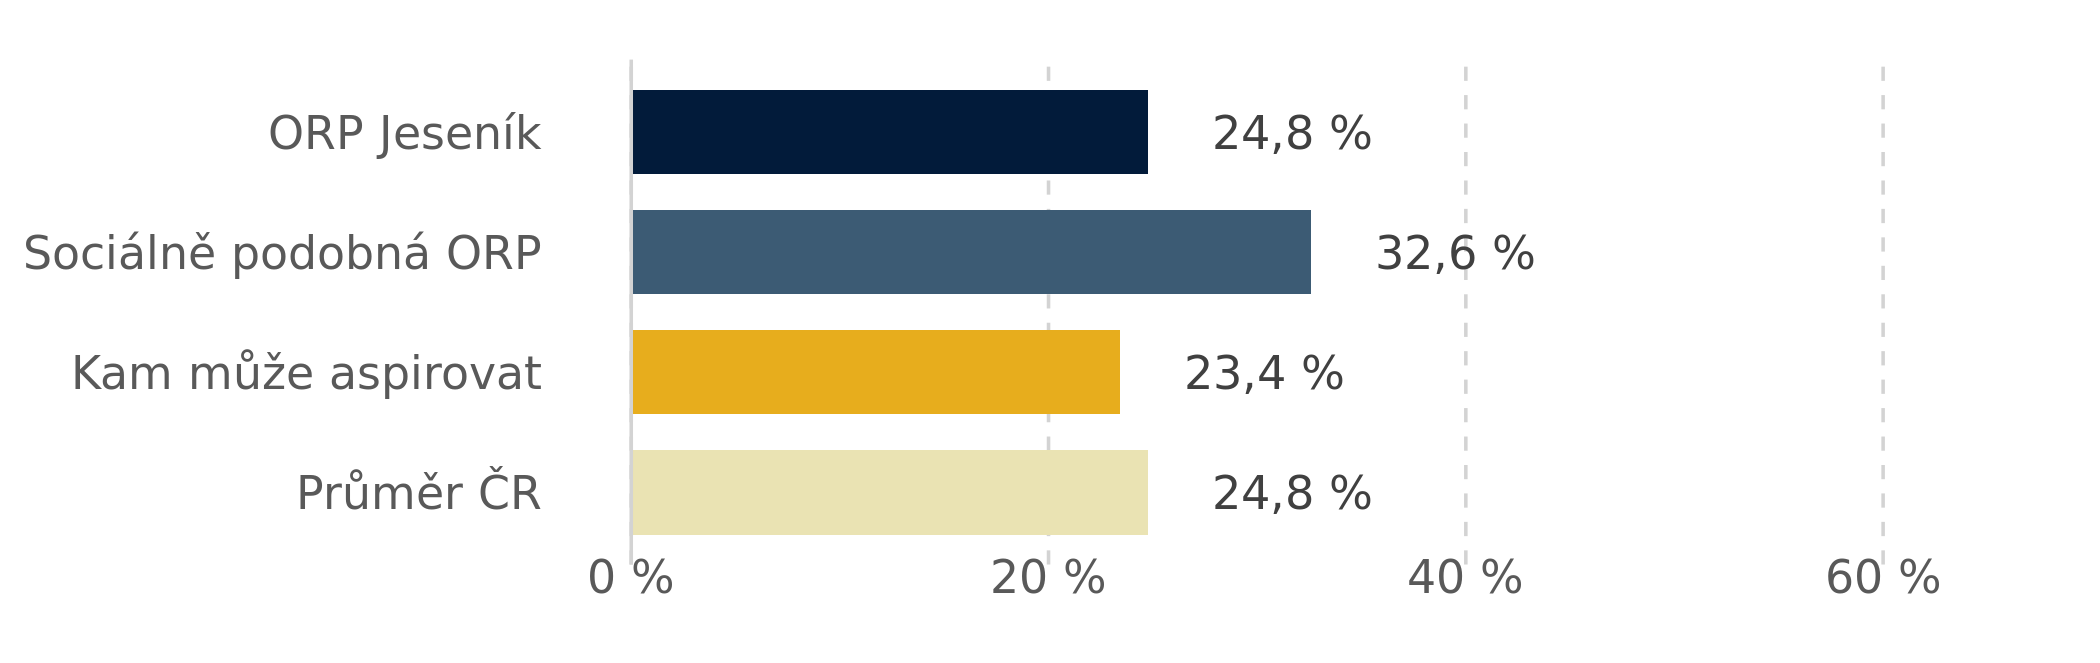 ORP Jeseník 24,8 %
Sociálně podobná ORP 32,6 %
Kam může aspirovat 23,4 %
Průměr ČR 24,8 %
0 % 20 % 40 % 60 %